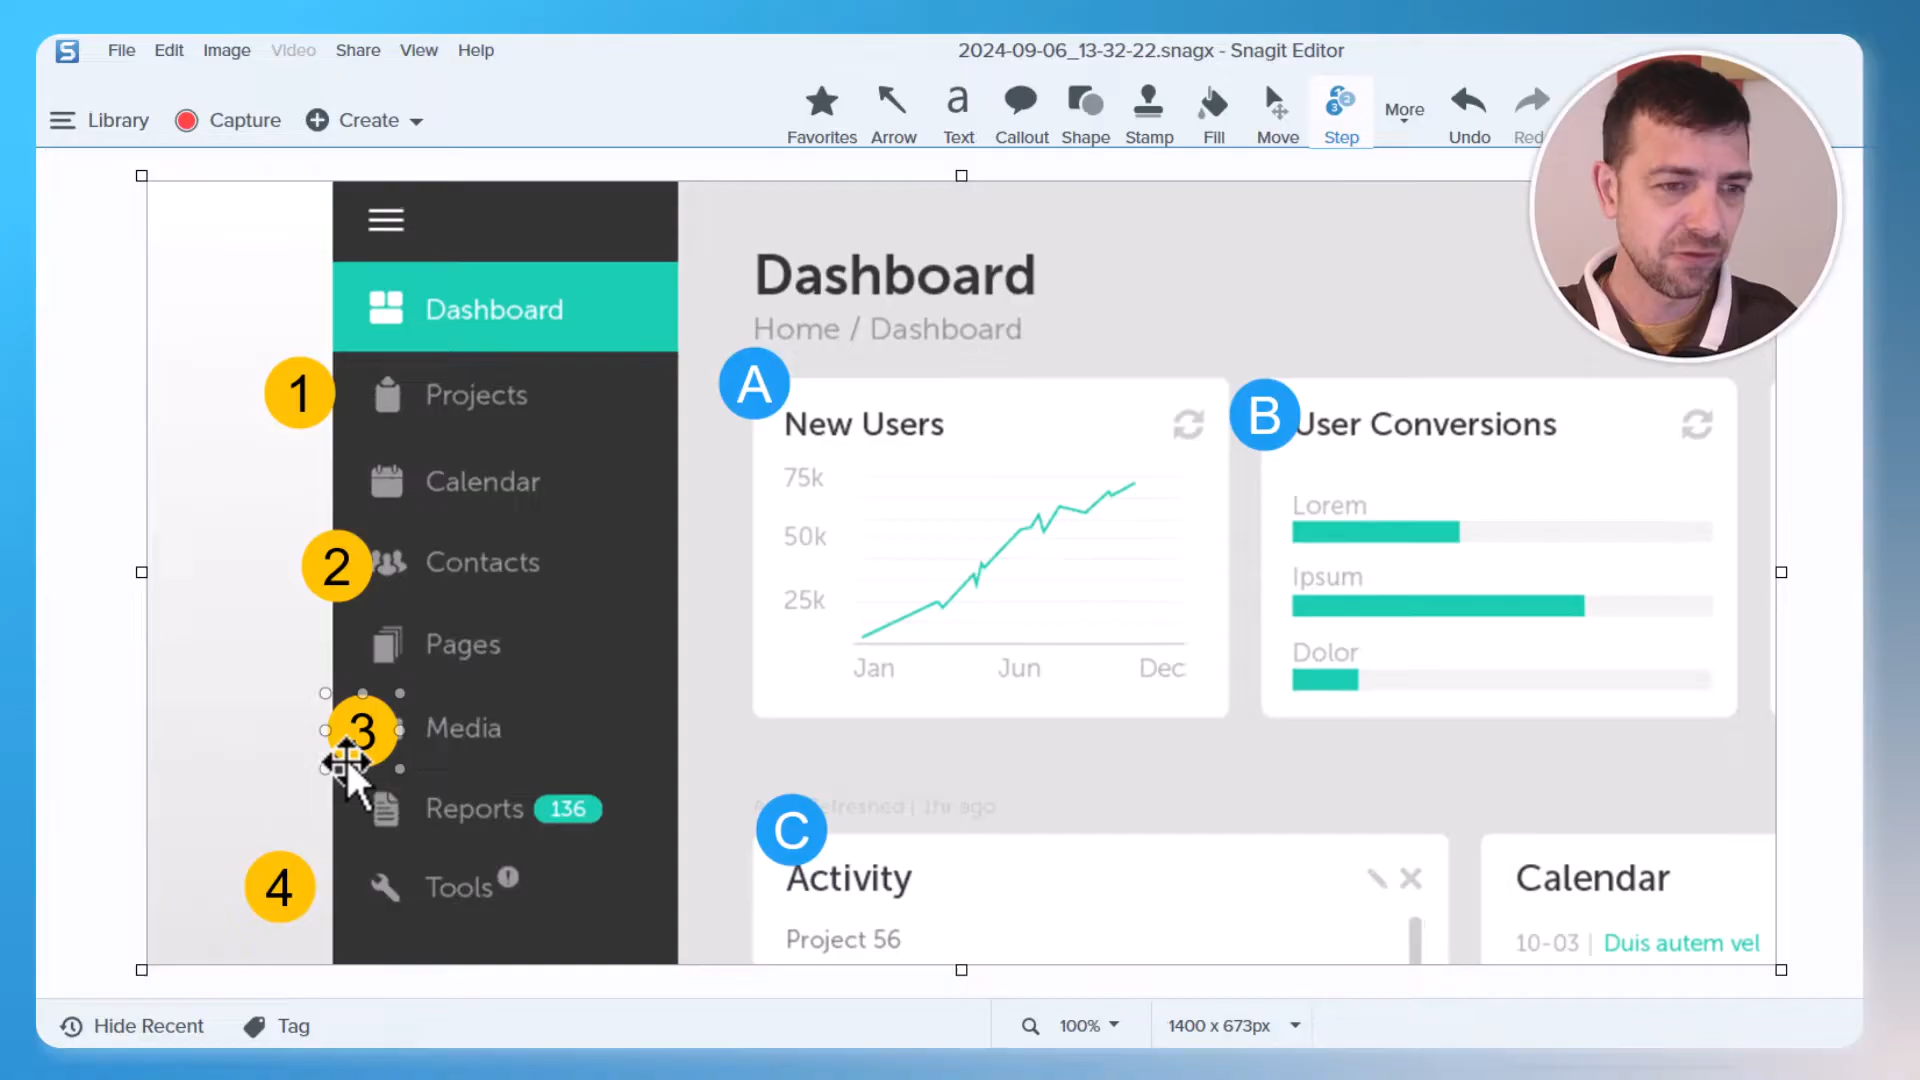 S File Edit Image Video Share View Help
2024-09-06_13-32-22.snagx - Snagit Editor
Library Capture Create
Favorites Arrow Text Callout Shape Stamp Fill Move Step More Undo
Dashboard
1 Projects
Calendar
2 Contacts
Pages
3 Media
Reports 136
4 Tools
Dashboard
Home / Dashboard
A
New Users
75k
50k
25k
Jan Jun Dec
B
User Conversions
Lorem
Ipsum
Dolor
refreshed | 1hr ago
C
Activity
Project 56
Calendar
10-03 | Duis autem vel
Hide Recent Tag
100% 1400 x 673px